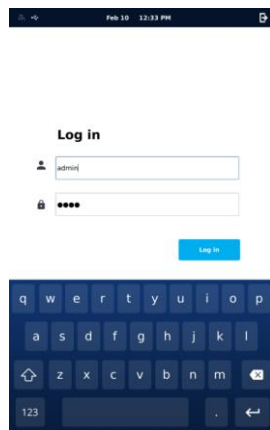 Feb 10 12:33 PM
Log in
admin
●●●●
Log in
q w e r t y u i o p
a s d f g h j k l
z x c v b n m
123 .